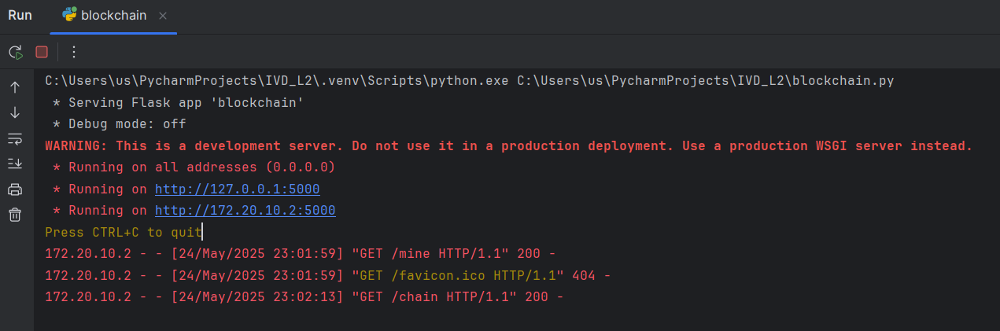 Run blockchain
C:\Users\us\PycharmProjects\IVD_L2\.venv\Scripts\python.exe C:\Users\us\PycharmProjects\IVD_L2\blockchain.py
* Serving Flask app 'blockchain'
* Debug mode: off
WARNING: This is a development server. Do not use it in a production deployment. Use a production WSGI server instead.
* Running on all addresses (0.0.0.0)
* Running on http://127.0.0.1:5000
* Running on http://172.20.10.2:5000
Press CTRL+C to quit
172.20.10.2 - - [24/May/2025 23:01:59] "GET /mine HTTP/1.1" 200 -
172.20.10.2 - - [24/May/2025 23:01:59] "GET /favicon.ico HTTP/1.1" 404 -
172.20.10.2 - - [24/May/2025 23:02:13] "GET /chain HTTP/1.1" 200 -